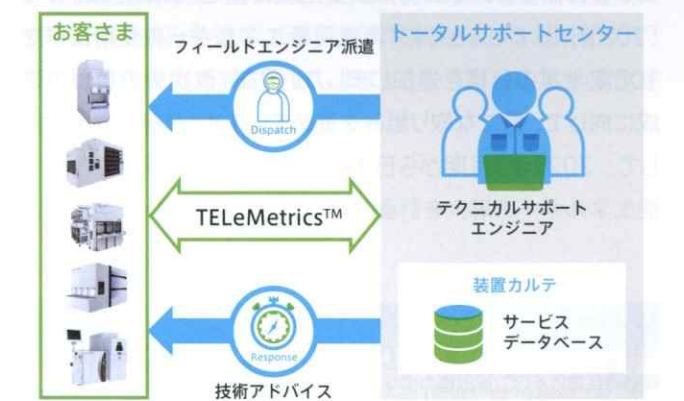 お客さま
フィールドエンジニア派遣
Dispatch
TELeMetrics™
Response
技術アドバイス
トータルサポートセンター
テクニカルサポート
エンジニア
装置カルテ
サービス
データベース